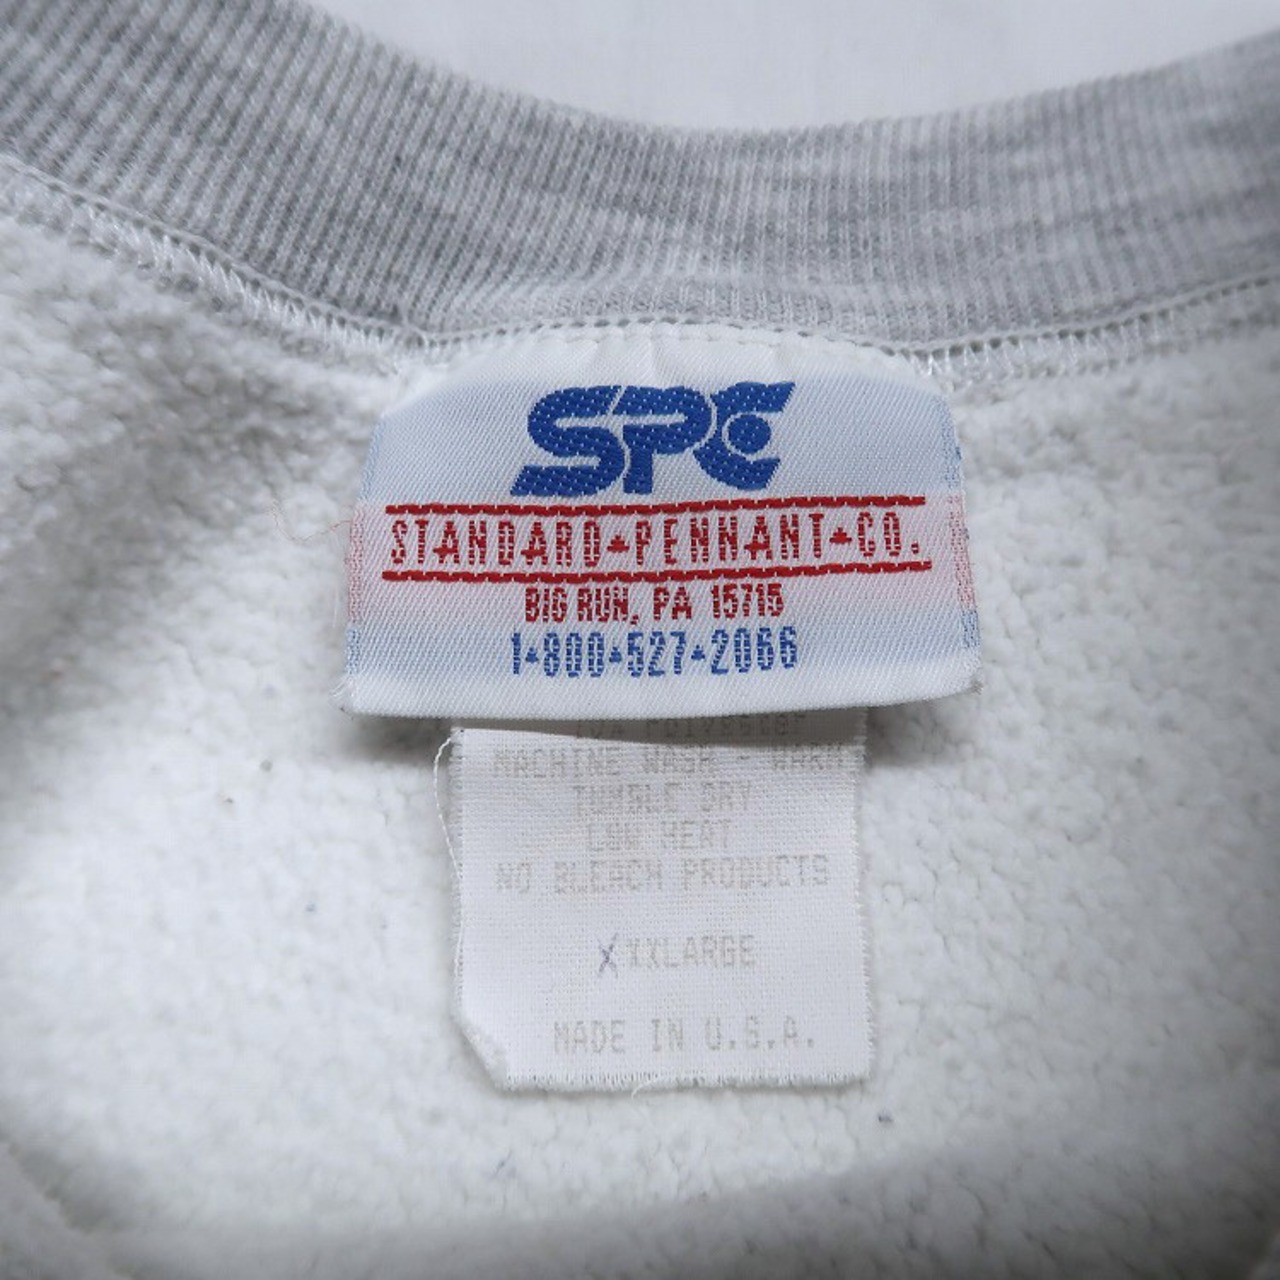 SPC
STANDARD▲PENNANT▲CO.
BIG RUN, PA 15715
1▲800▲527▲2066
MACHINE WASH - WARM
TUMBLE DRY
LOW HEAT
NO BLEACH PRODUCTS
XXXLARGE
MADE IN U.S.A.